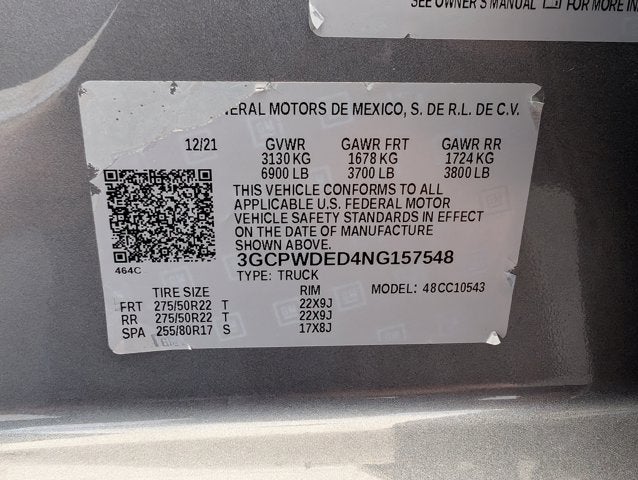 SEE OWNER'S MANUAL FOR MORE
ERAL MOTORS DE MEXICO, S. DE R.L. DE C.V.
12/21 GVWR GAWR FRT GAWR RR
3130 KG 1678 KG 1724 KG
6900 LB 3700 LB 3800 LB
THIS VEHICLE CONFORMS TO ALL
APPLICABLE U.S. FEDERAL MOTOR
VEHICLE SAFETY STANDARDS IN EFFECT
ON THE DATE OF MANUFACTURE
SHOWN ABOVE.
464C
3GCPWDED4NG157548
TYPE: TRUCK
TIRE SIZE RIM MODEL: 48CC10543
FRT 275/50R22 T 22X9J
RR 275/50R22 T 22X9J
SPA 255/80R17 S 17X8J